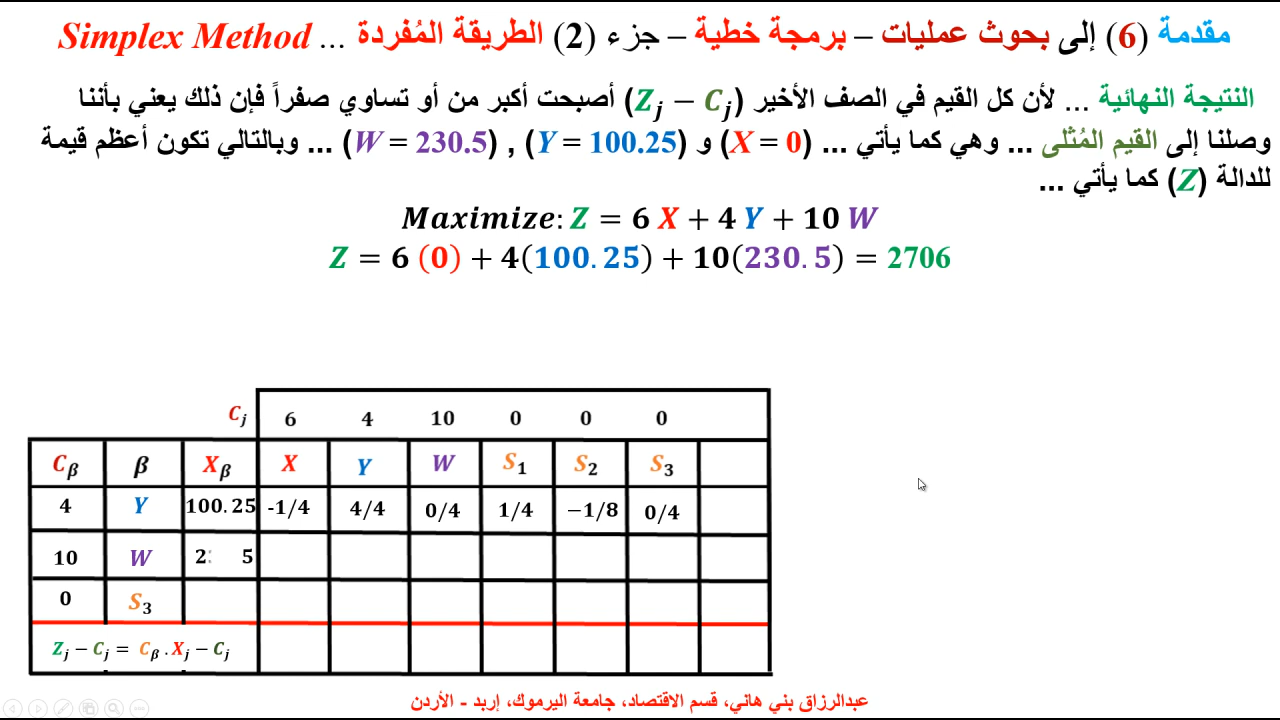 مقدمة (6) إلى بحوث عمليات – برمجة خطية – جزء (2) الطريقة المُفردة ... Simplex Method
النتيجة النهائية ... لأن كل القيم في الصف الأخير (Zj – Cj) أصبحت أكبر من أو تساوي صفراً فإن ذلك يعني بأننا
وصلنا إلى القيم المُثلى ... وهي كما يأتي ... (X = 0) و (Y = 100.25) , (W = 230.5) ... وبالتالي تكون أعظم قيمة
للدالة (Z) كما يأتي ...
Maximize: Z = 6 X + 4 Y + 10 W
Z = 6 (0) + 4(100.25) + 10(230.5) = 2706
Cj 6 4 10 0 0 0
Cβ β Xβ X Y W S1 S2 S3
4 Y 100.25 -1/4 4/4 0/4 1/4 −1/8 0/4
10 W 2 5
0 S3
Zj − Cj = Cβ . Xj − Cj
عبدالرزاق بني هاني، قسم الاقتصاد، جامعة اليرموك، إربد - الأردن